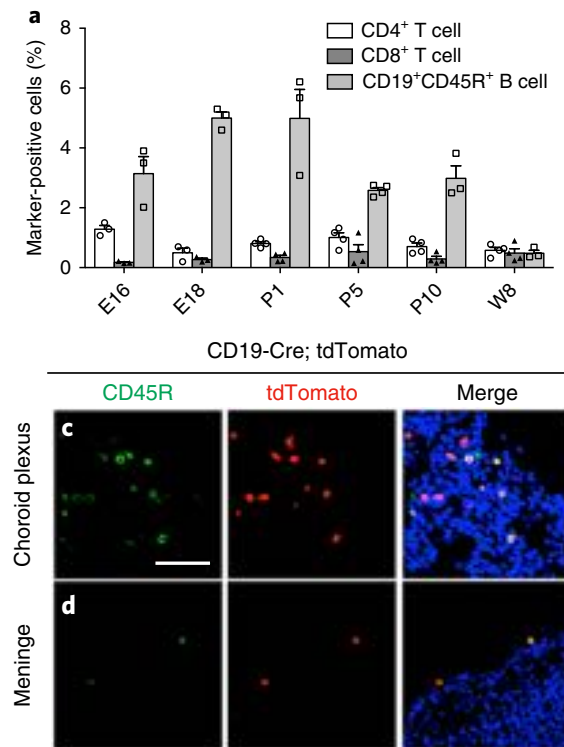 a
8
6
4
2
0
Marker-positive cells (%)
CD4⁺ T cell
CD8⁺ T cell
CD19⁺CD45R⁺ B cell
E16
E18
P1
P5
P10
W8
CD19-Cre; tdTomato
CD45R
tdTomato
Merge
Choroid plexus
c
Meninge
d